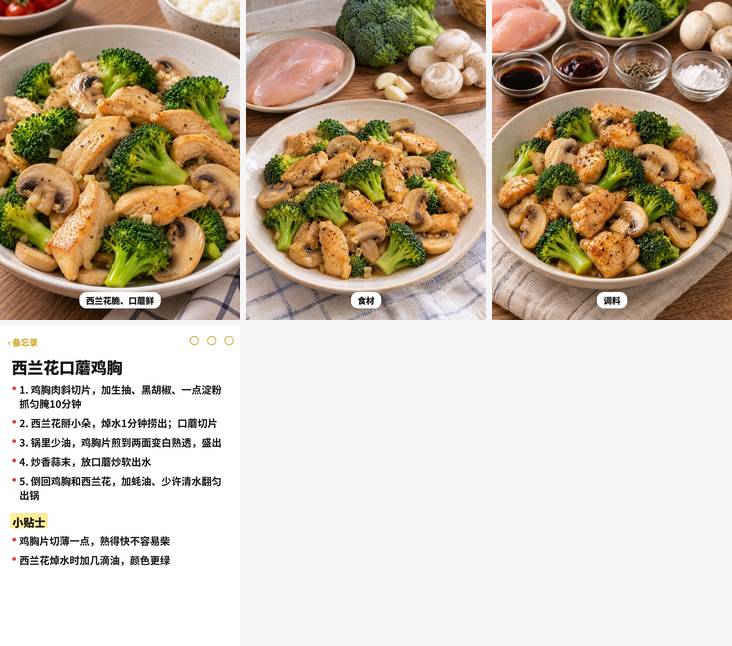 西兰花脆、口蘑鲜
食材
调料
‹ 备忘录
西兰花口蘑鸡胸
1. 鸡胸肉斜切片，加生抽、黑胡椒、一点淀粉
抓匀腌10分钟
2. 西兰花掰小朵，焯水1分钟捞出；口蘑切片
3. 锅里少油，鸡胸片煎到两面变白熟透，盛出
4. 炒香蒜末，放口蘑炒软出水
5. 倒回鸡胸和西兰花，加蚝油、少许清水翻匀
出锅
小贴士
鸡胸片切薄一点，熟得快不容易柴
西兰花焯水时加几滴油，颜色更绿